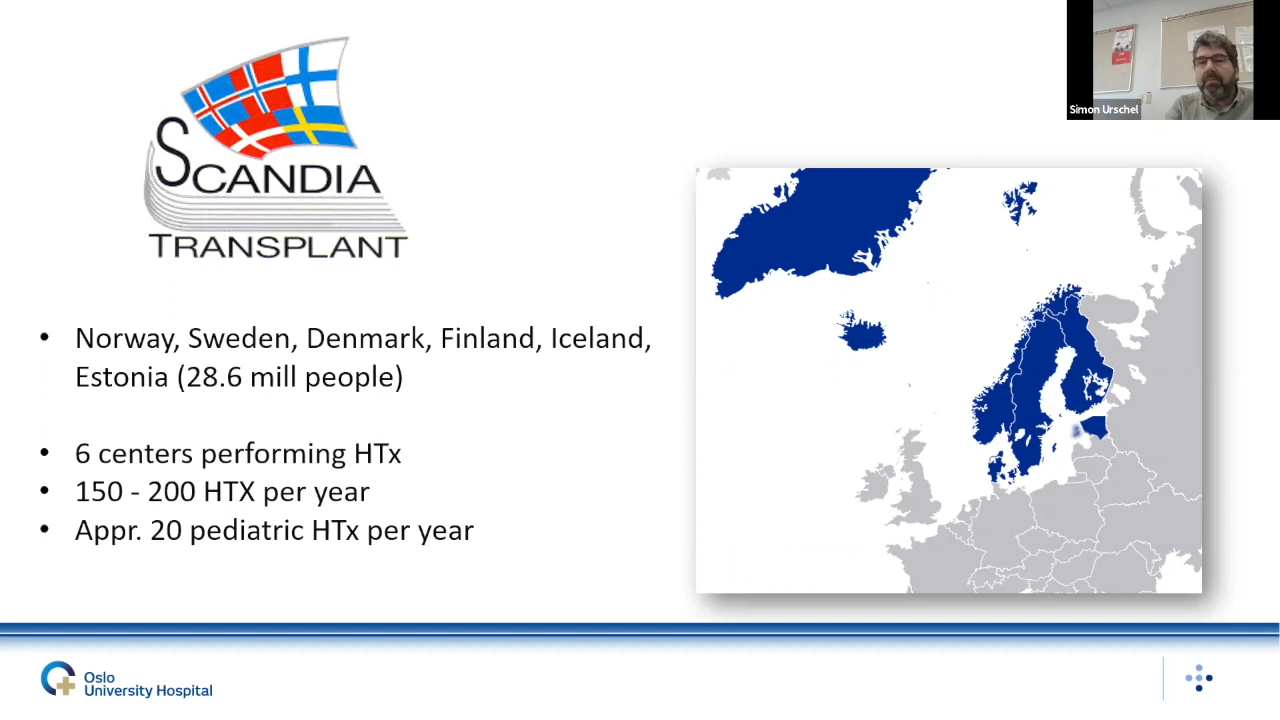 SCANDIA
TRANSPLANT
Simon Urschel
• Norway, Sweden, Denmark, Finland, Iceland,
Estonia (28.6 mill people)
• 6 centers performing HTx
• 150 - 200 HTX per year
• Appr. 20 pediatric HTx per year
Oslo
University Hospital